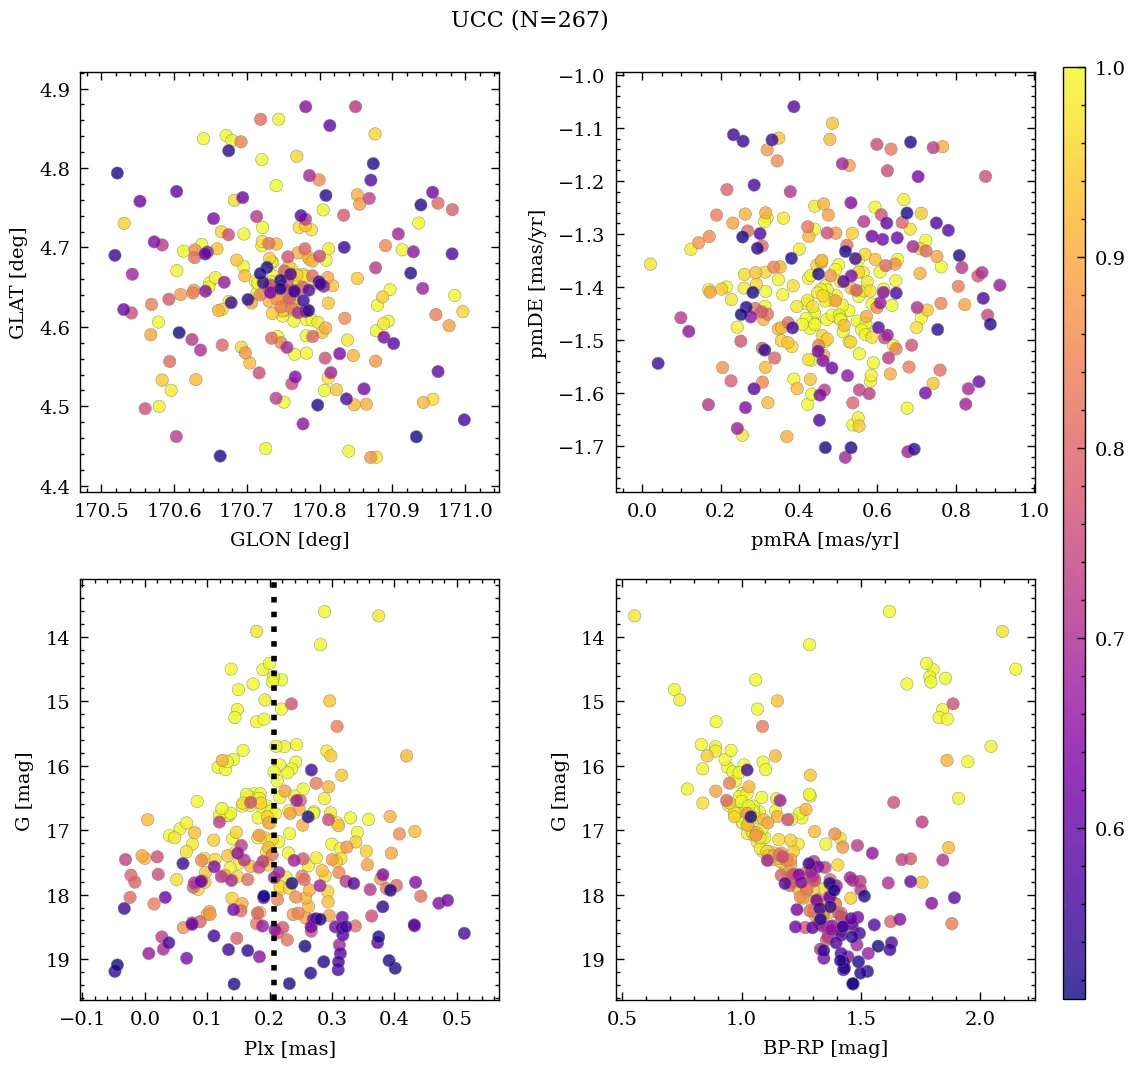 UCC (N=267)
4.9
4.8
4.7
4.6
4.5
4.4
GLAT [deg]
170.5 170.6 170.7 170.8 170.9 171.0
GLON [deg]
−1.0
−1.1
−1.2
−1.3
−1.4
−1.5
−1.6
−1.7
pmDE [mas/yr]
0.0 0.2 0.4 0.6 0.8 1.0
pmRA [mas/yr]
14
15
16
17
18
19
G [mag]
−0.1 0.0 0.1 0.2 0.3 0.4 0.5
Plx [mas]
14
15
16
17
18
19
G [mag]
0.5 1.0 1.5 2.0
BP-RP [mag]
1.0
0.9
0.8
0.7
0.6